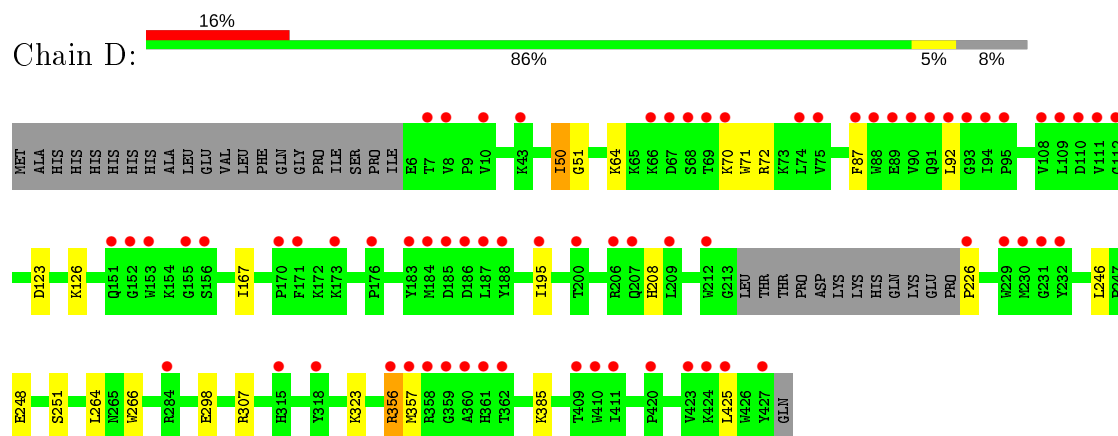 16%
Chain D:
86% 5% 8%
MET ALA HIS HIS HIS HIS HIS HIS ALA LEU GLU VAL LEU PHE GLN GLY PRO ILE SER PRO ILE E6 T7 V8 P9 V10 K43 I50 G51 K64 K65 K66 D67 S68 T69 K70 W71 R72 K73 L74 V75 F87 W88 E89 V90 Q91 L92 G93 I94 P95 V108 L109 D110 V111 G112
D123 K126 Q151 G152 W153 K154 G155 S156 I167 P170 F171 K172 K173 P176 Y183 M184 D185 D186 L187 Y188 I195 T200 R206 Q207 H208 L209 W212 G213 LEU THR THR PRO ASP LYS LYS HIS GLN LYS GLU PRO P226 W229 M230 G231 Y232 L246 P247
E248 S251 L264 N265 W266 R284 E298 R307 H315 Y318 K323 R356 M357 R358 G359 A360 H361 T362 K385 T409 W410 I411 P420 V423 K424 L425 W426 Y427 GLN